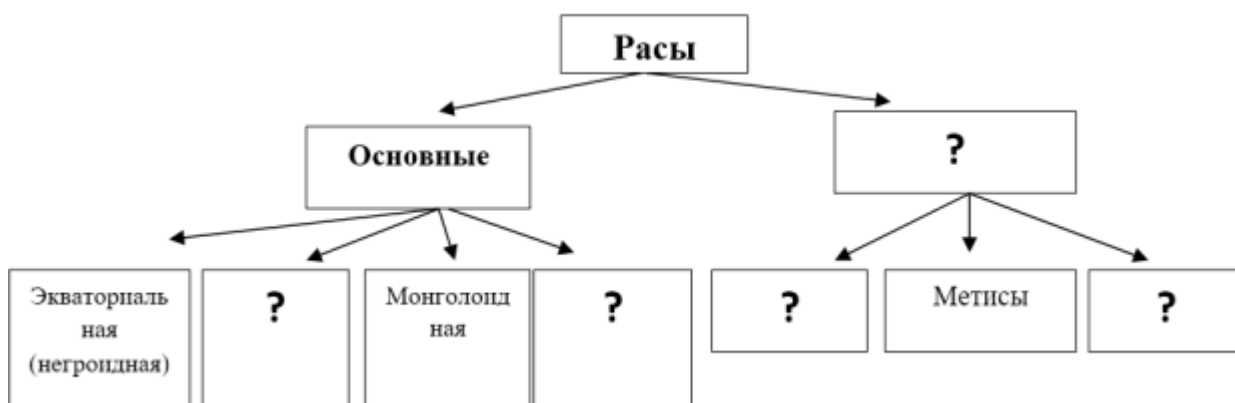 Расы
Основные
?
Экваториаль
ная
(негроидная)
?
Монголоид
ная
?
?
Метисы
?